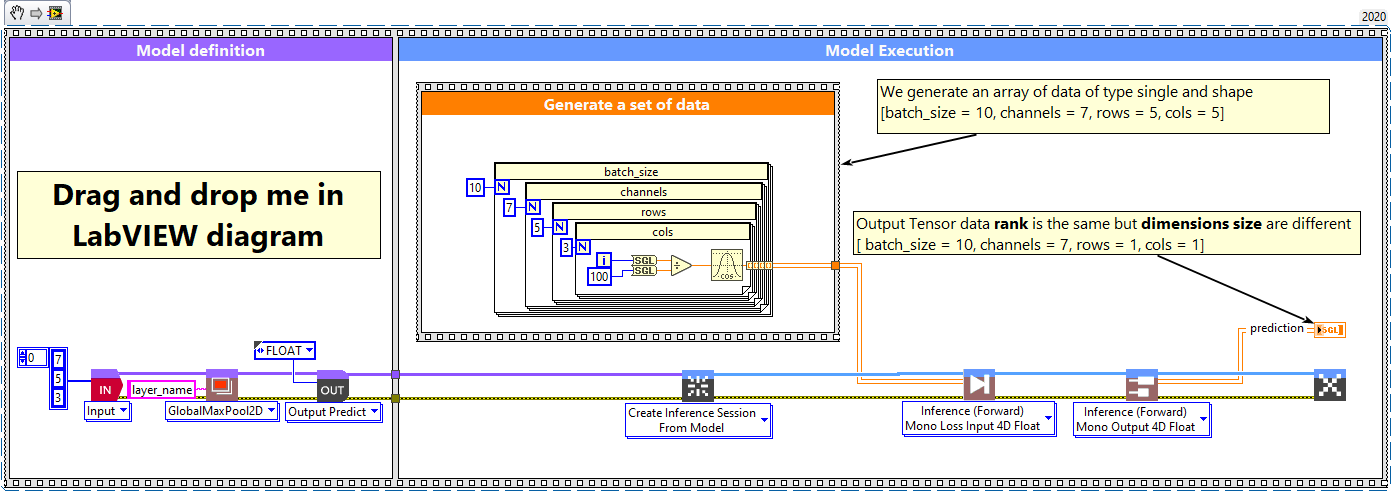 2020
Model definition
Model Execution
Generate a set of data
We generate an array of data of type single and shape
[batch_size = 10, channels = 7, rows = 5, cols = 5]
Drag and drop me in
LabVIEW diagram
batch_size
10
N
channels
7
N
rows
5
N
cols
3
N
i
100
SGL
SGL
÷
COS
Output Tensor data rank is the same but dimensions size are different
[ batch_size = 10, channels = 7, rows = 1, cols = 1]
prediction
SGL
0
7
5
3
FLOAT
IN
layer_name
OUT
Input
GlobalMaxPool2D
Output Predict
Create Inference Session
From Model
Inference (Forward)
Mono Loss Input 4D Float
Inference (Forward)
Mono Output 4D Float